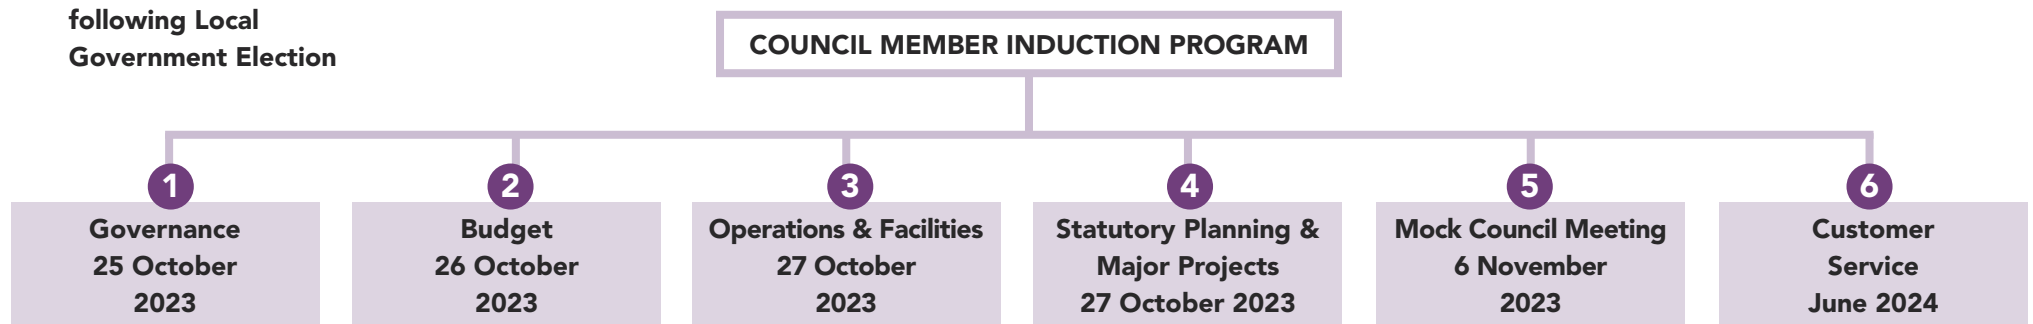 following Local
Government Election
COUNCIL MEMBER INDUCTION PROGRAM
1
Governance
25 October
2023
2
Budget
26 October
2023
3
Operations & Facilities
27 October
2023
4
Statutory Planning &
Major Projects
27 October 2023
5
Mock Council Meeting
6 November
2023
6
Customer
Service
June 2024